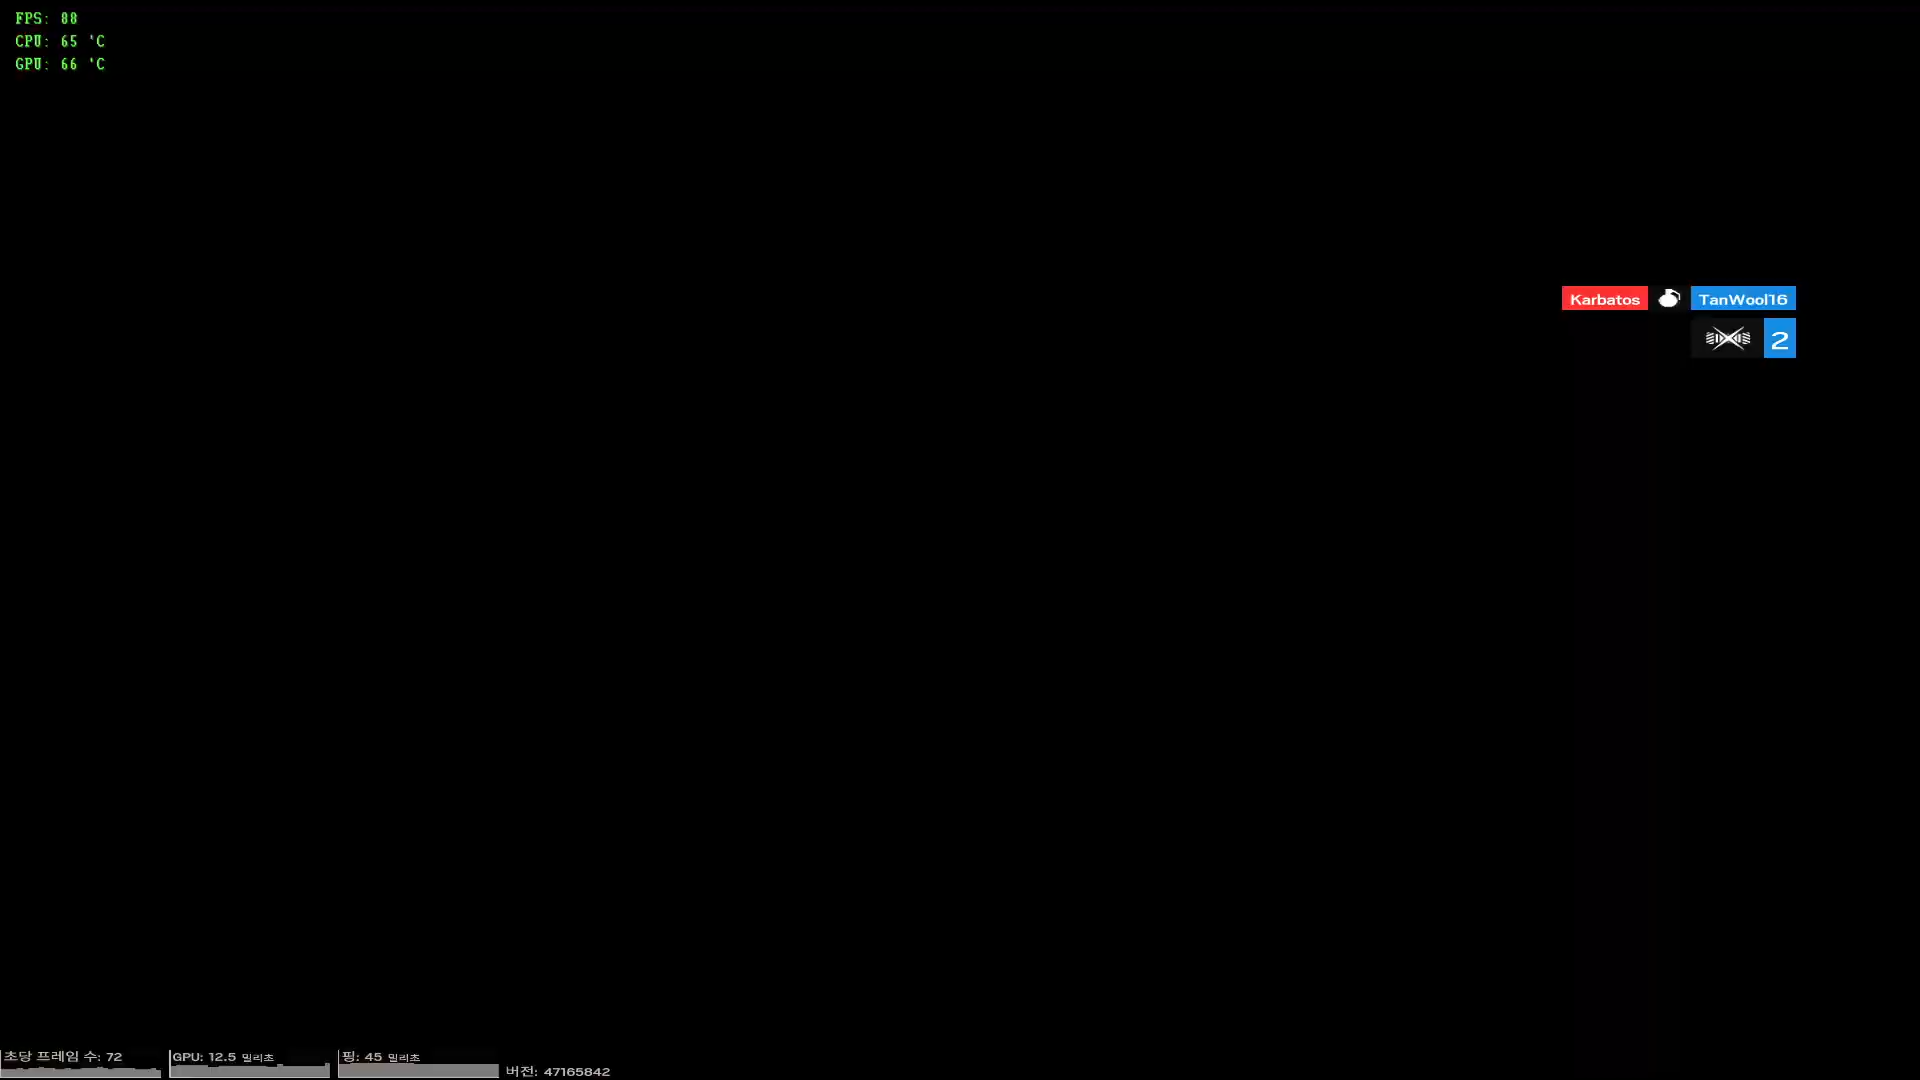 FPS: 88
CPU: 65 °C
GPU: 66 °C
Karbatos TanWool16
2
초당 프레임 수: 72
GPU: 12.5 밀리초
핑: 45 밀리초
버전: 47165842